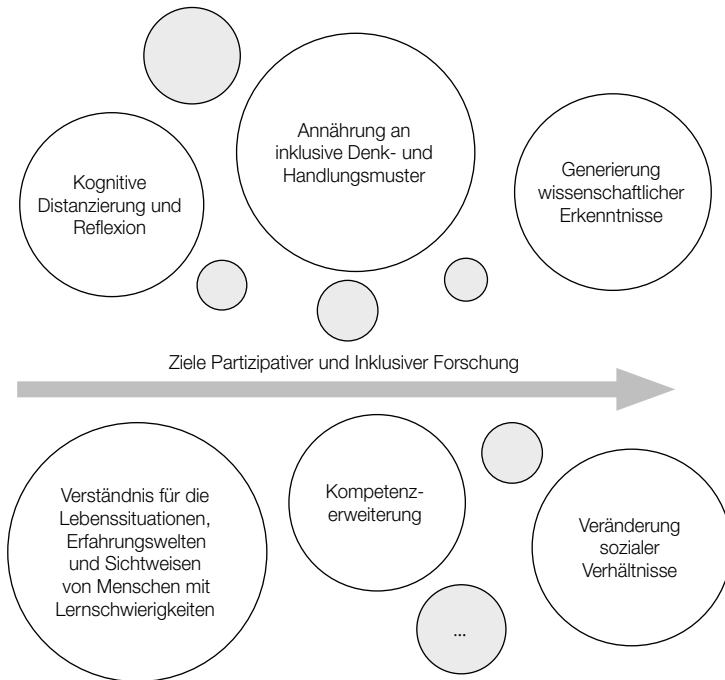 Annährung an
inklusive Denk- und
Handlungsmuster
Kognitive
Distanzierung und
Reflexion
Generierung
wissenschaftlicher
Erkenntnisse
Ziele Partizipativer und Inklusiver Forschung
Verständnis für die
Lebenssituationen,
Erfahrungswelten
und Sichtweisen
von Menschen mit
Lernschwierigkeiten
Kompetenz-
erweiterung
Veränderung
sozialer
Verhältnisse
...